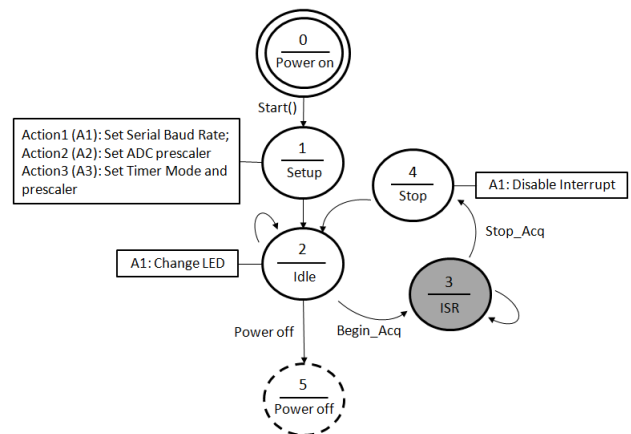 0
Power on
Start()
Action1 (A1): Set Serial Baud Rate;
Action2 (A2): Set ADC prescaler
Action3 (A3): Set Timer Mode and
prescaler
1
Setup
4
Stop
A1: Disable Interrupt
Stop_Acq
A1: Change LED
2
Idle
3
ISR
Power off
Begin_Acq
5
Power off